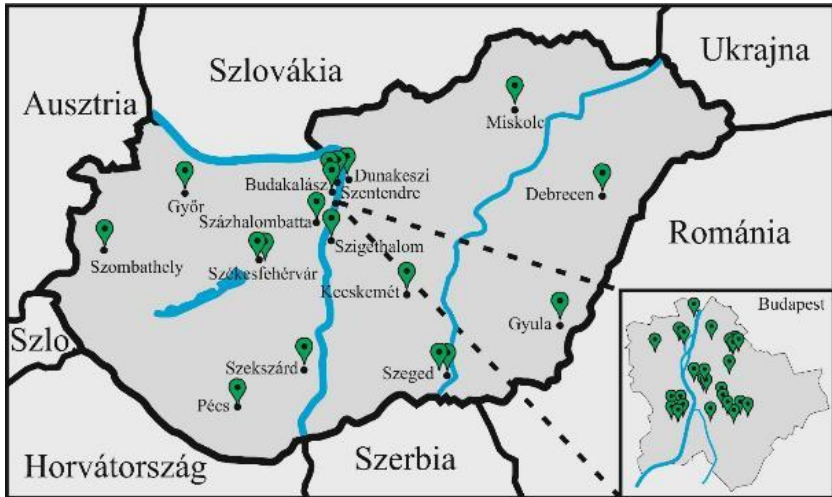 Ukrajna
Szlovákia
Ausztria
Miskolc
Dunakeszi
Budakalász
Szentendre
Debrecen
Győr
Százhalombatta
Románia
Szigethalom
Szombathely
Székesfehérvár
Kecskemét
Budapest
Gyula
Szlo
Szekszárd
Szeged
Pécs
Horvátország
Szerbia